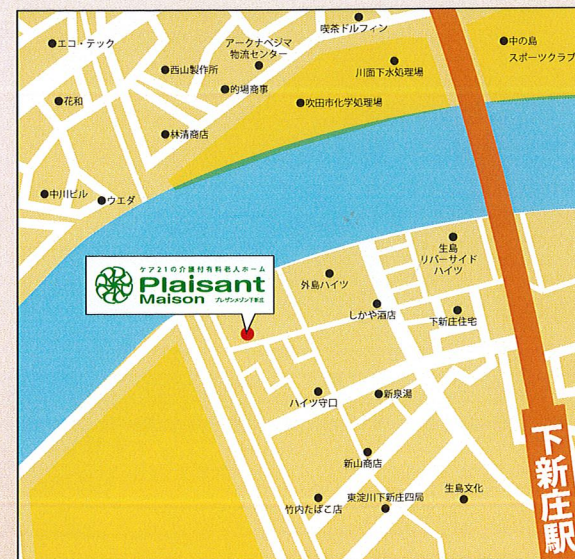 喫茶ドルフィン
エコ・テック
アークナベジマ
物流センター
中の島
スポーツクラブ
西山製作所
川面下水処理場
的場商事
花和
吹田市化学処理場
林清商店
中川ビル
ウエダ
ケア21の介護付有料老人ホーム
Plaisant
Maison プレザンメゾン下新庄
生島
リバーサイド
ハイツ
外島ハイツ
しかや酒店
下新庄住宅
ハイツ守口
新泉湯
下新庄駅
新山商店
生島文化
竹内たばこ店
東淀川下新庄四局